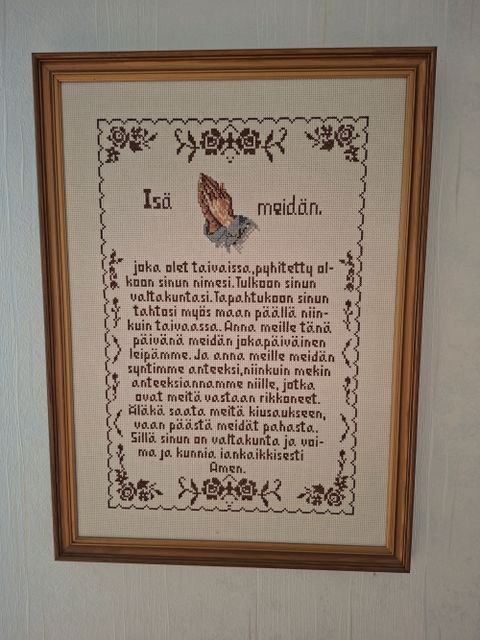 Isä meidän.
joka olet taivaissa, pyhitetty ol-
koon sinun nimesi. Tulkoon sinun
valtakuntasi. Tapahtukoon sinun
tahtosi myös maan päällä niin-
kuin taivaassa. Anna meille tänä
päivänä meidän jokapäiväinen
leipämme. Ja anna meille meidän
syntimme anteeksi, niinkuin mekin
anteeksiannamme niille, jotka
ovat meitä vastaan rikkoneet.
Äläkä saata meitä kiusaukseen,
vaan päästä meidät pahasta.
Sillä sinun on valtakunta ja voi-
ma ja kunnia iankaikkisesti
Amen.